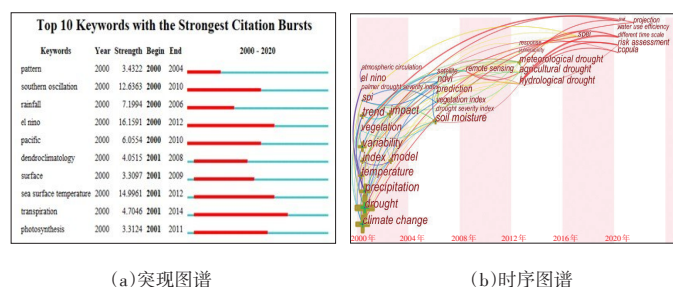 Top 10 Keywords with the Strongest Citation Bursts
Keywords Year Strength Begin End 2000 - 2020
pattern 2000 3.4322 2000 2004
southern oscillation 2000 12.6363 2000 2010
rainfall 2000 7.1994 2000 2006
el nino 2000 16.1591 2000 2012
pacific 2000 6.0554 2000 2010
dendroclimatology 2000 4.0515 2001 2008
surface 2000 3.3097 2001 2009
sea surface temperature 2000 14.9961 2001 2012
transpiration 2000 4.7046 2001 2014
photosynthesis 2000 3.3124 2001 2011
(a)突现图谱
projection
water use efficiency
spei
different time scale
risk assessment
copula
response
meteorological drought
atmospheric circulation
satellite
remote sensing
agricultural drought
el nino
ndvi
hydrological drought
palmer drought severity index
prediction
spi
vegetation index
drought severity index
trend
impact
soil moisture
vegetation
variability
index
model
temperature
precipitation
drought
climate change
2000年 2004年 2008年 2012年 2016年 2020年
(b)时序图谱